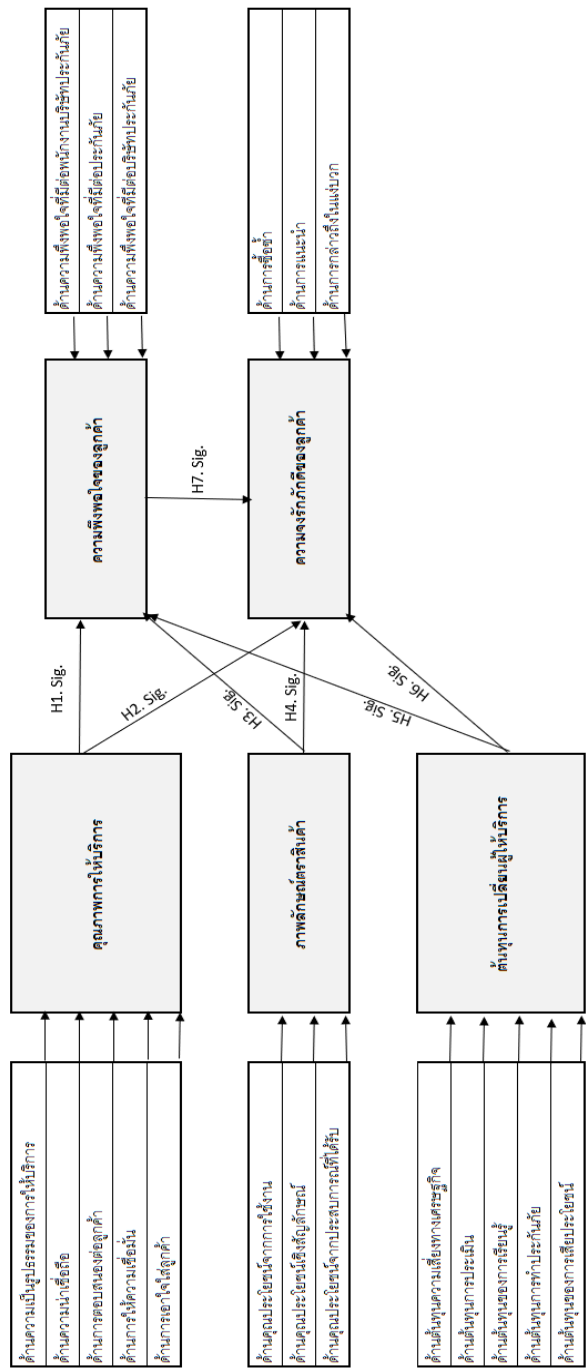 ด้านความเป็นรูปธรรมของการให้บริการ
ด้านความน่าเชื่อถือ
ด้านการตอบสนองต่อลูกค้า
ด้านการให้ความเชื่อมั่น
ด้านการเอาใจใส่ลูกค้า
คุณภาพการให้บริการ
ด้านคุณประโยชน์จากการใช้งาน
ด้านคุณประโยชน์เชิงสัญลักษณ์
ด้านคุณประโยชน์จากประสบการณ์ที่ได้รับ
ภาพลักษณ์ตราสินค้า
ด้านต้นทุนความเสี่ยงทางเศรษฐกิจ
ด้านต้นทุนการประเมิน
ด้านต้นทุนของการเรียนรู้
ด้านต้นทุนการทำประกันภัย
ด้านต้นทุนของการเสียประโยชน์
ต้นทุนการเปลี่ยนผู้ให้บริการ
H1. Sig.
H2. Sig.
H3. Sig.
H4. Sig.
H5. Sig.
H6. Sig.
ความพึงพอใจของลูกค้า
H7. Sig.
ความจงรักภักดีของลูกค้า
ด้านความพึงพอใจที่มีต่อพนักงานบริษัทประกันภัย
ด้านความพึงพอใจที่มีต่อประกันภัย
ด้านความพึงพอใจที่มีต่อบริษัทประกันภัย
ด้านการซื้อซ้ำ
ด้านการแนะนำ
ด้านการกล่าวถึงในแง่บวก